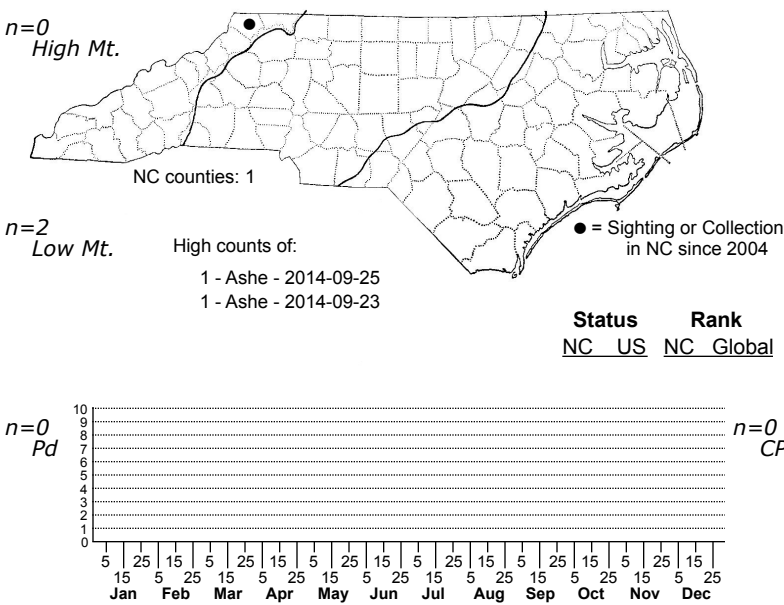 n=0
High Mt.
NC counties: 1
n=2
Low Mt.
High counts of:
1 - Ashe - 2014-09-25
1 - Ashe - 2014-09-23
● = Sighting or Collection
in NC since 2004
Status Rank
NC US NC Global
n=0
Pd
10
9
8
7
6
5
4
3
2
1
0
n=0
CP
5 25 15 5 25 15 5 25 15 5 25 15 5 25 15 5 25 15
15 5 25 15 5 25 15 5 25 15 5 25 15 5 25 15 5 25
Jan Feb Mar Apr May Jun Jul Aug Sep Oct Nov Dec